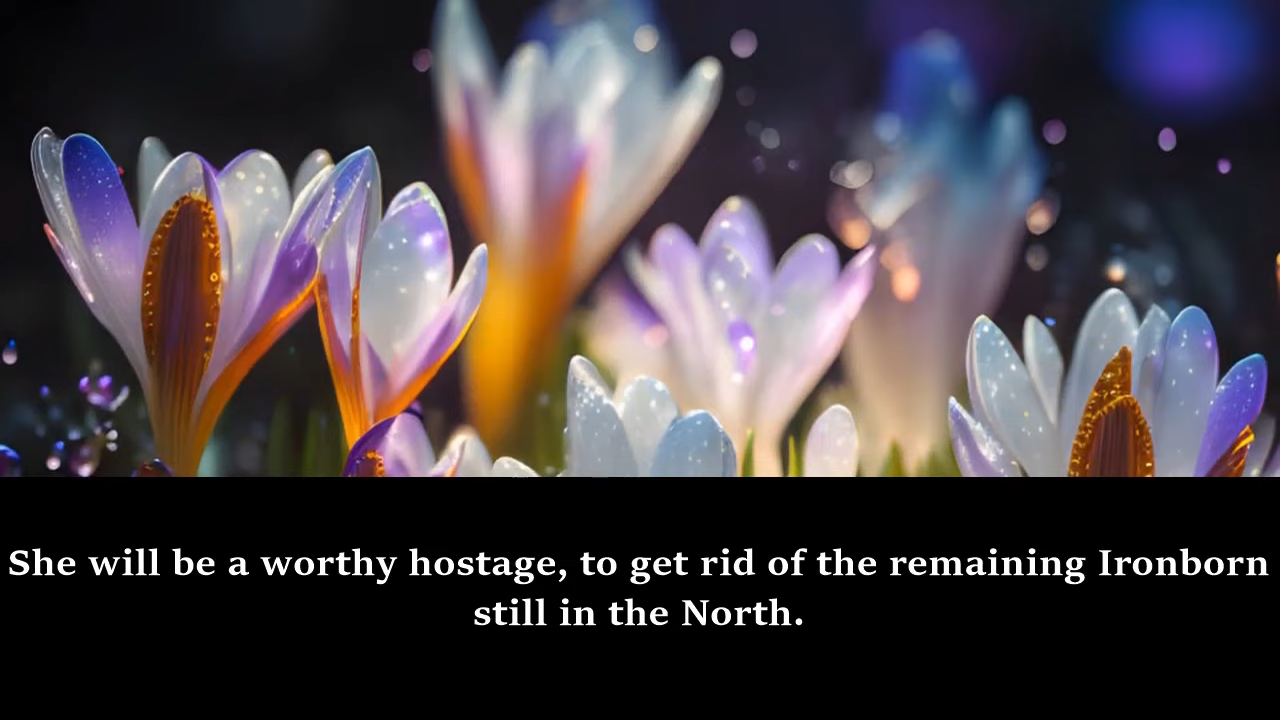 She will be a worthy hostage, to get rid of the remaining Ironborn
still in the North.